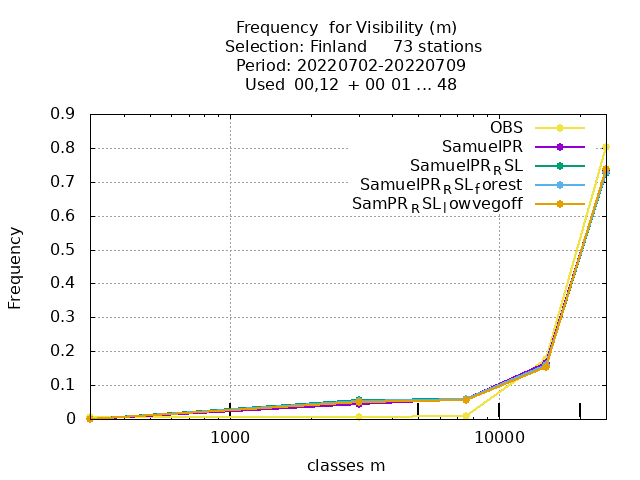 Frequency for Visibility (m)
Selection: Finland 73 stations
Period: 20220702-20220709
Used 00,12 + 00 01 ... 48
0.9
0.8
0.7
0.6
0.5
0.4
0.3
0.2
0.1
0
Frequency
OBS
SamuelPR
SamuelPR_RSL
SamuelPR_RSL_forest
SamPR_RSL_lowvegoff
1000 10000
classes m